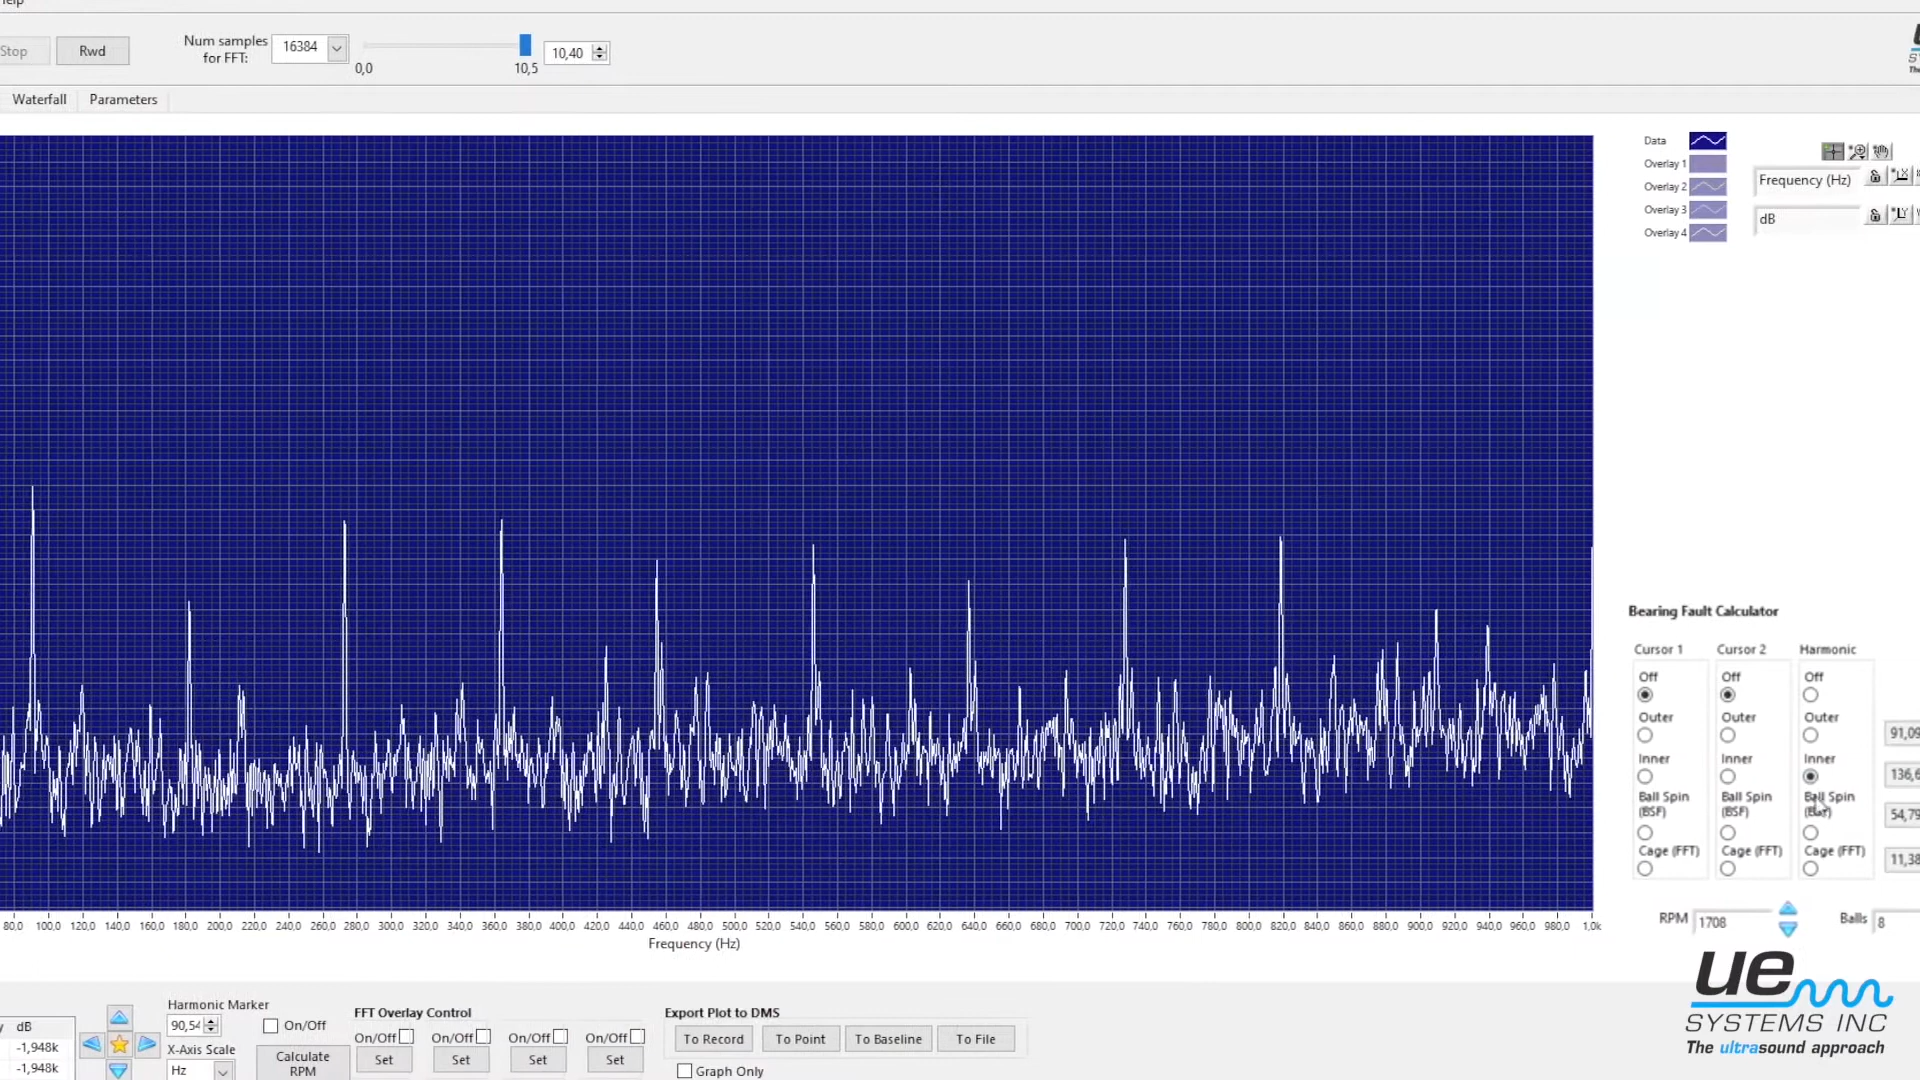 Stop
Rwd
Num samples
for FFT:
16384
0,0
10,5
10,40
Waterfall
Parameters
Data
Overlay 1
Overlay 2
Overlay 3
Overlay 4
Frequency (Hz)
dB
Bearing Fault Calculator
Cursor 1 Cursor 2 Harmonic
Off Off Off
Outer Outer Outer
Inner Inner Inner
Ball Spin Ball Spin Ball Spin
(BSF) (BSF)
Cage (FFT) Cage (FFT) Cage (FFT)
91,09
136,6
54,79
11,38
RPM 1708
Balls 8
80,0 100,0 120,0 140,0 160,0 180,0 200,0 220,0 240,0 260,0 280,0 300,0 320,0 340,0 360,0 380,0 400,0 420,0 440,0 460,0 480,0 500,0 520,0 540,0 560,0 580,0 600,0 620,0 640,0 660,0 680,0 700,0 720,0 740,0 760,0 780,0 800,0 820,0 840,0 860,0 880,0 900,0 920,0 940,0 960,0 980,0 1,0k
Frequency (Hz)
dB
-1,948k
-1,948k
Harmonic Marker
90,54
On/Off
X-Axis Scale
Hz
Calculate
RPM
FFT Overlay Control
On/Off On/Off On/Off On/Off
Set Set Set Set
Export Plot to DMS
To Record To Point To Baseline To File
Graph Only
ue
SYSTEMS INC
The ultrasound approach